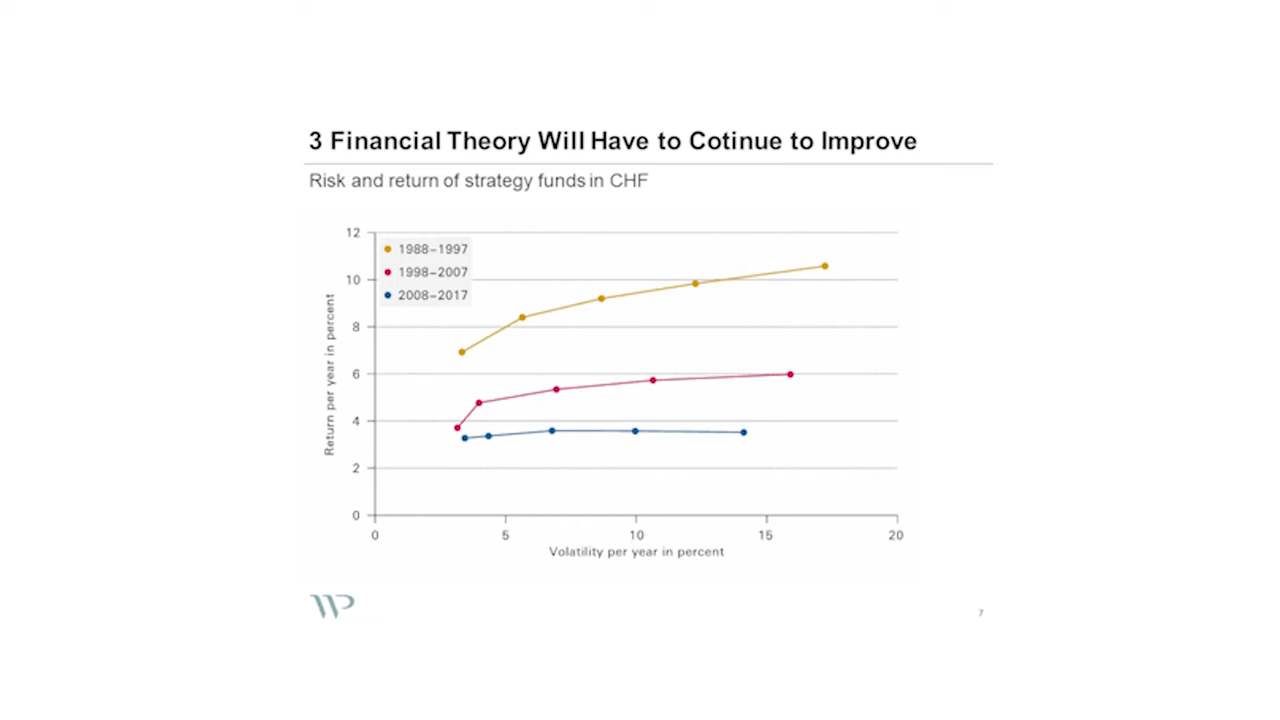 3 Financial Theory Will Have to Cotinue to Improve
Risk and return of strategy funds in CHF
12
10
8
6
4
2
0
Return per year in percent
1988–1997
1998–2007
2008–2017
0 5 10 15 20
Volatility per year in percent
WP
7